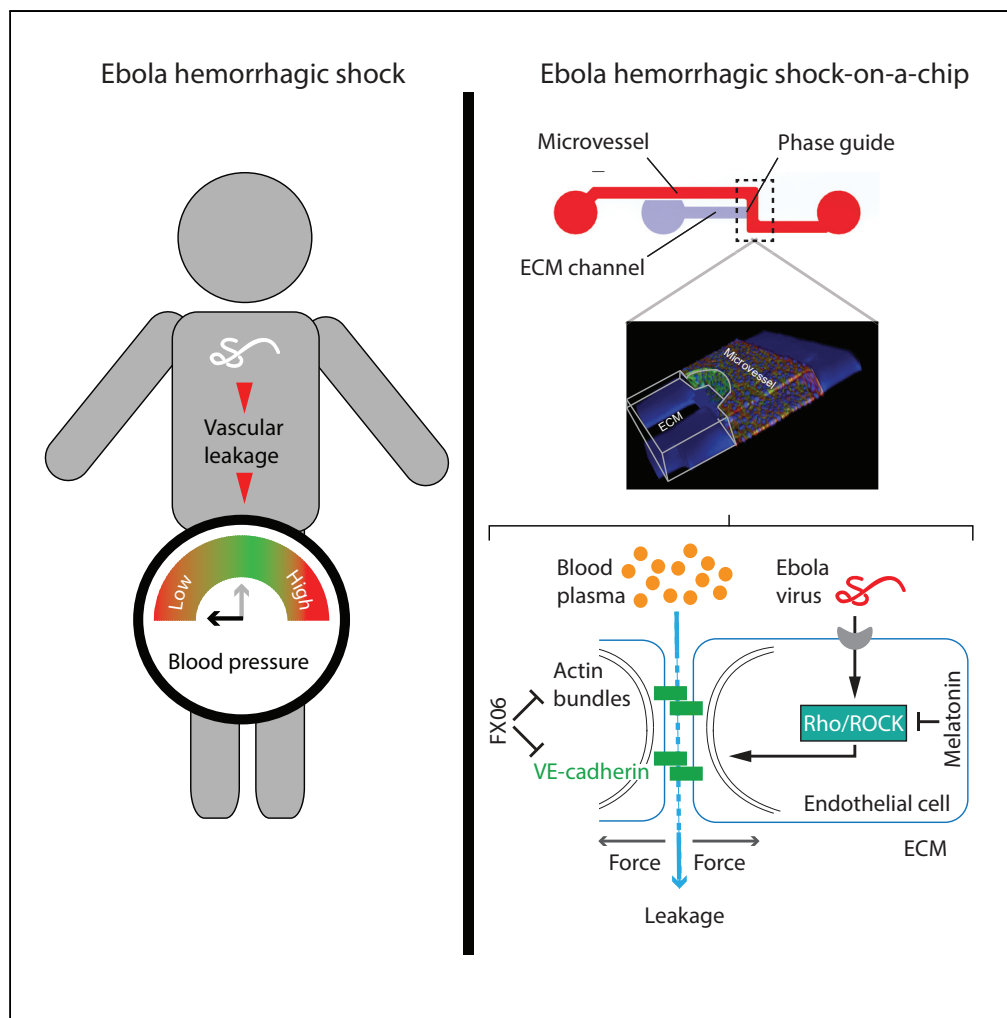 Ebola hemorrhagic shock
Vascular
leakage
Low
High
Blood pressure
Ebola hemorrhagic shock-on-a-chip
Microvessel
Phase guide
ECM channel
Microvessel
ECM
Blood
plasma
Ebola
virus
Actin
bundles
FX06
VE-cadherin
Rho/ROCK
Melatonin
Endothelial cell
ECM
Force
Force
Leakage